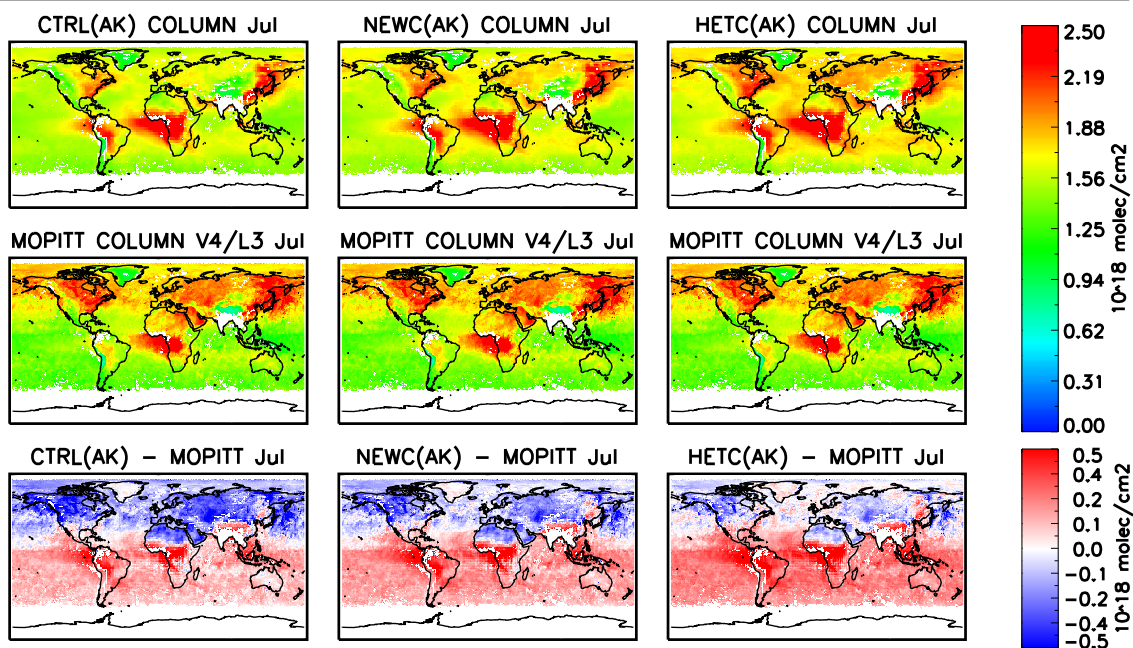 CTRL(AK) COLUMN Jul
NEWC(AK) COLUMN Jul
HETC(AK) COLUMN Jul
2.50
2.19
1.88
1.56
1.25
0.94
0.62
0.31
0.00
10^18 molec/cm2
MOPITT COLUMN V4/L3 Jul
MOPITT COLUMN V4/L3 Jul
MOPITT COLUMN V4/L3 Jul
CTRL(AK) - MOPITT Jul
NEWC(AK) - MOPITT Jul
HETC(AK) - MOPITT Jul
0.5
0.4
0.2
0.1
0.0
-0.1
-0.2
-0.4
-0.5
10^18 molec/cm2